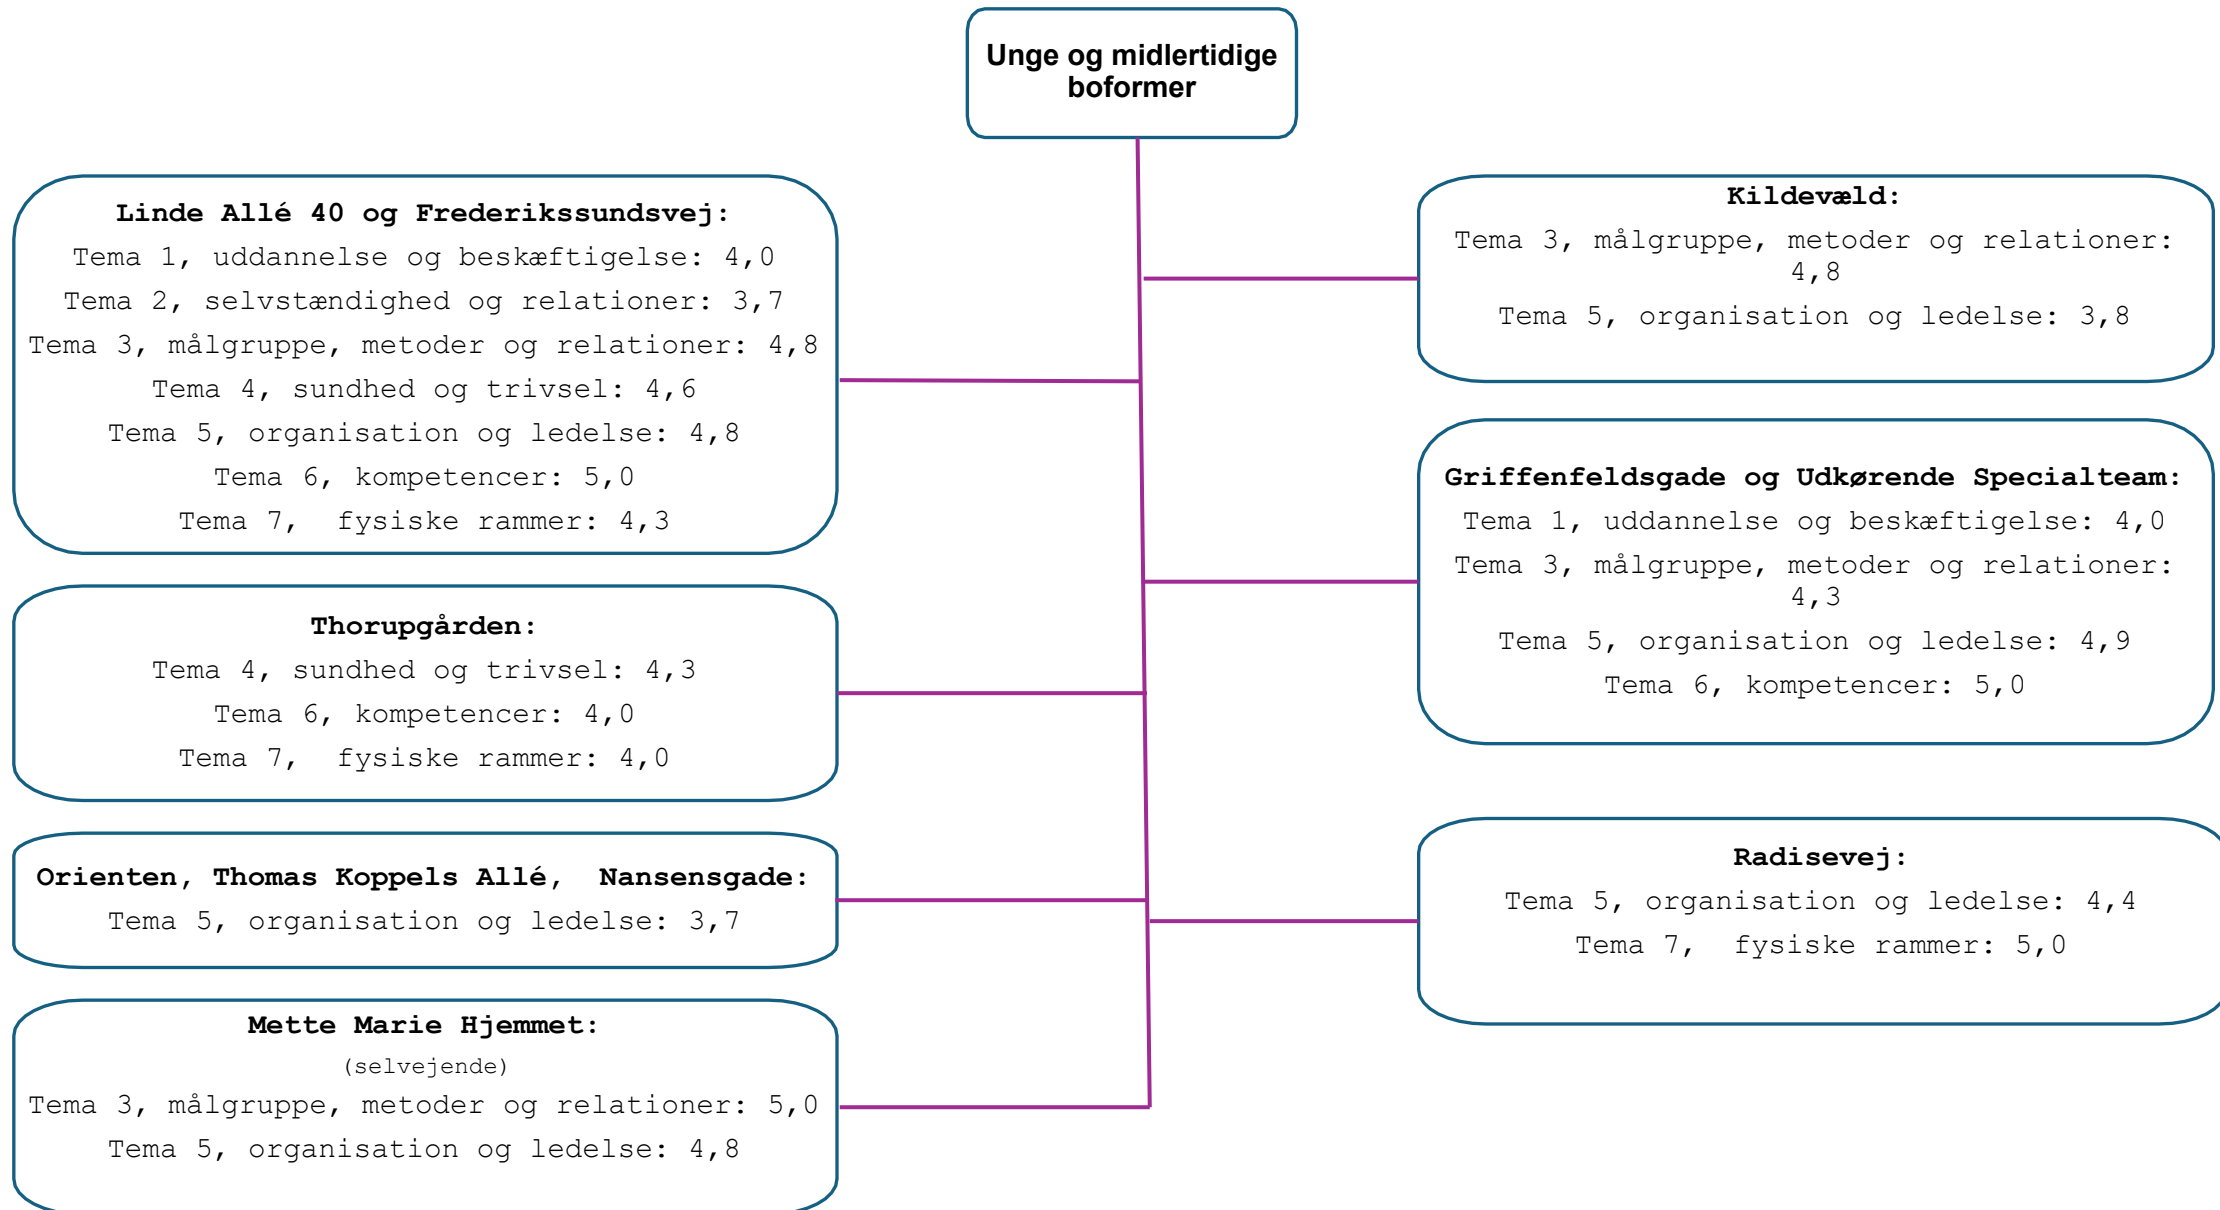 Unge og midlertidige
boformer
Linde Allé 40 og Frederikssundsvej:
Tema 1, uddannelse og beskæftigelse: 4,0
Tema 2, selvstændighed og relationer: 3,7
Tema 3, målgruppe, metoder og relationer: 4,8
Tema 4, sundhed og trivsel: 4,6
Tema 5, organisation og ledelse: 4,8
Tema 6, kompetencer: 5,0
Tema 7, fysiske rammer: 4,3
Thorupgården:
Tema 4, sundhed og trivsel: 4,3
Tema 6, kompetencer: 4,0
Tema 7, fysiske rammer: 4,0
Orienten, Thomas Koppels Allé, Nansensgade:
Tema 5, organisation og ledelse: 3,7
Mette Marie Hjemmet:
(selvejende)
Tema 3, målgruppe, metoder og relationer: 5,0
Tema 5, organisation og ledelse: 4,8
Kildevæld:
Tema 3, målgruppe, metoder og relationer:
4,8
Tema 5, organisation og ledelse: 3,8
Griffenfeldsgade og Udkørende Specialteam:
Tema 1, uddannelse og beskæftigelse: 4,0
Tema 3, målgruppe, metoder og relationer:
4,3
Tema 5, organisation og ledelse: 4,9
Tema 6, kompetencer: 5,0
Radisevej:
Tema 5, organisation og ledelse: 4,4
Tema 7, fysiske rammer: 5,0